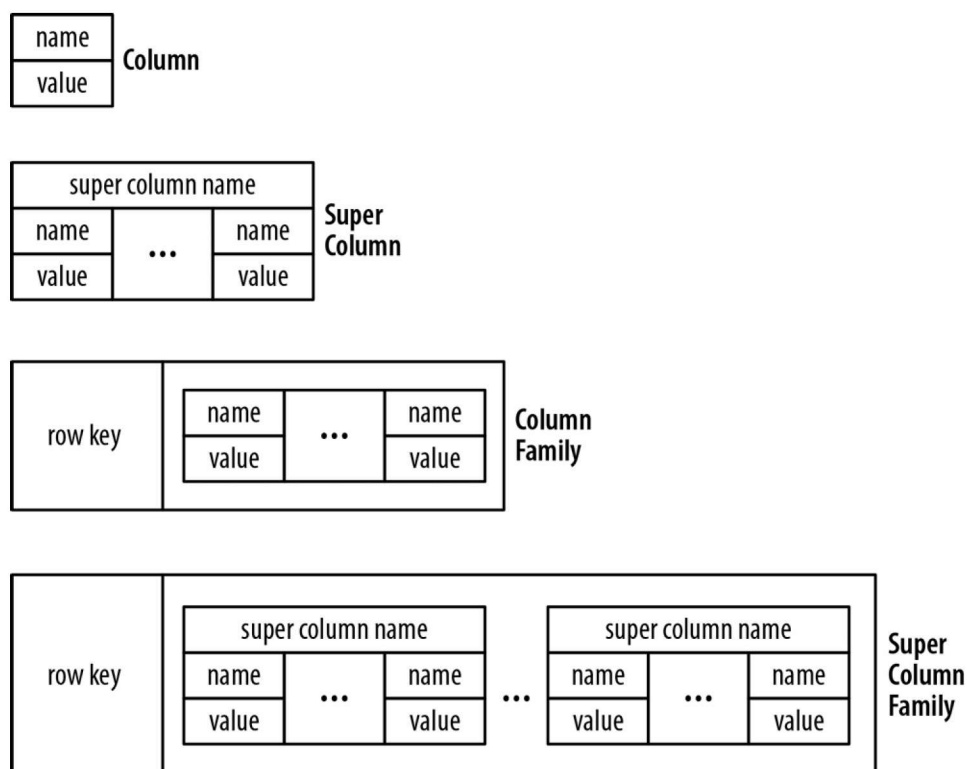 name
value
Column
super column name
name ... name
value value
Super
Column
row key
name ... name
value value
Column
Family
row key
super column name super column name
name ... name ... name ... name
value value value value
Super
Column
Family